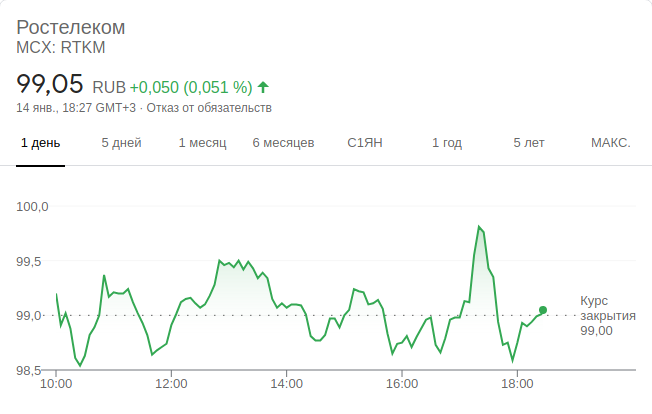 Ростелеком
MCX: RTKM
99,05 RUB +0,050 (0,051 %)
14 янв., 18:27 GMT+3 · Отказ от обязательств
1 день 5 дней 1 месяц 6 месяцев С1ЯН 1 год 5 лет МАКС.
100,0
99,5
99,0
98,5
Курс
закрытия
99,00
10:00 12:00 14:00 16:00 18:00